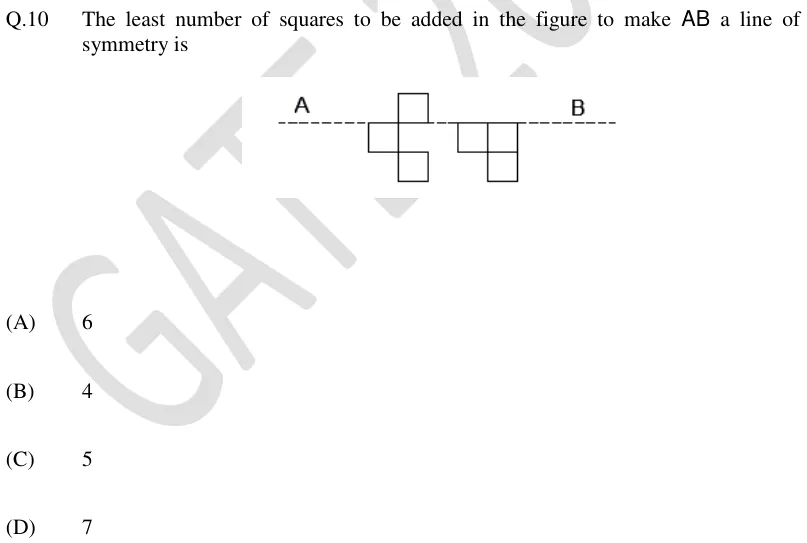 Q.10 The least number of squares to be added in the figure to make AB a line of
symmetry is
A
B
(A) 6
(B) 4
(C) 5
(D) 7